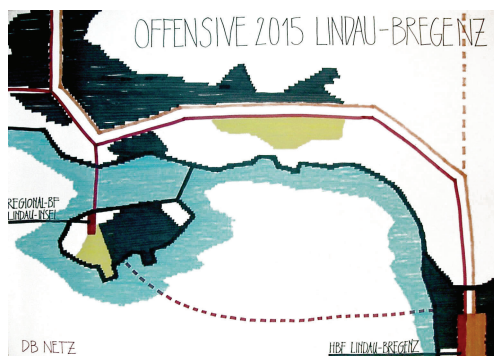 OFFENSIVE 2015 LINDAU-BREGENZ
REGIONAL-BF
LINDAU-INSEL
DB NETZ
HBF LINDAU-BREGENZ